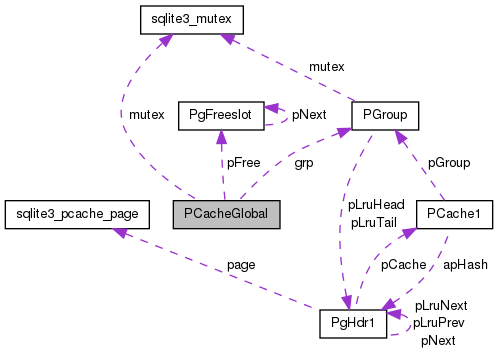 sqlite3_mutex
mutex
PgFreeslot
pNext
PGroup
mutex
pFree
grp
pGroup
sqlite3_pcache_page
PCacheGlobal
pLruHead
pLruTail
PCache1
page
pCache
apHash
PgHdr1
pLruNext
pLruPrev
pNext